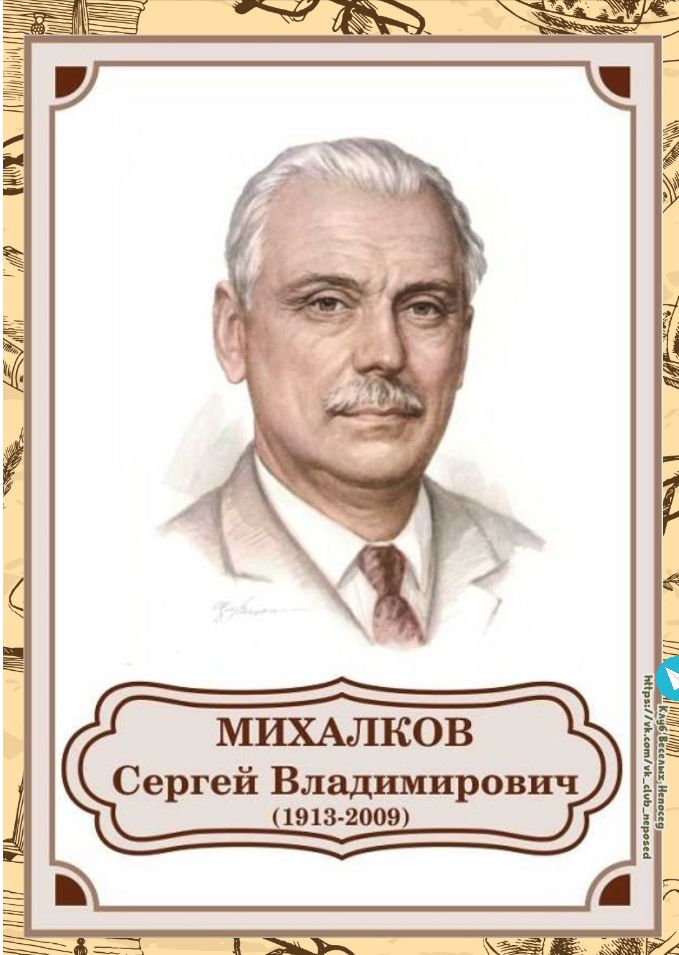 МИХАЛКОВ
Сергей Владимирович
(1913-2009)
Клуб Веселых Непосед
https://vk.com/vk_club_neposed